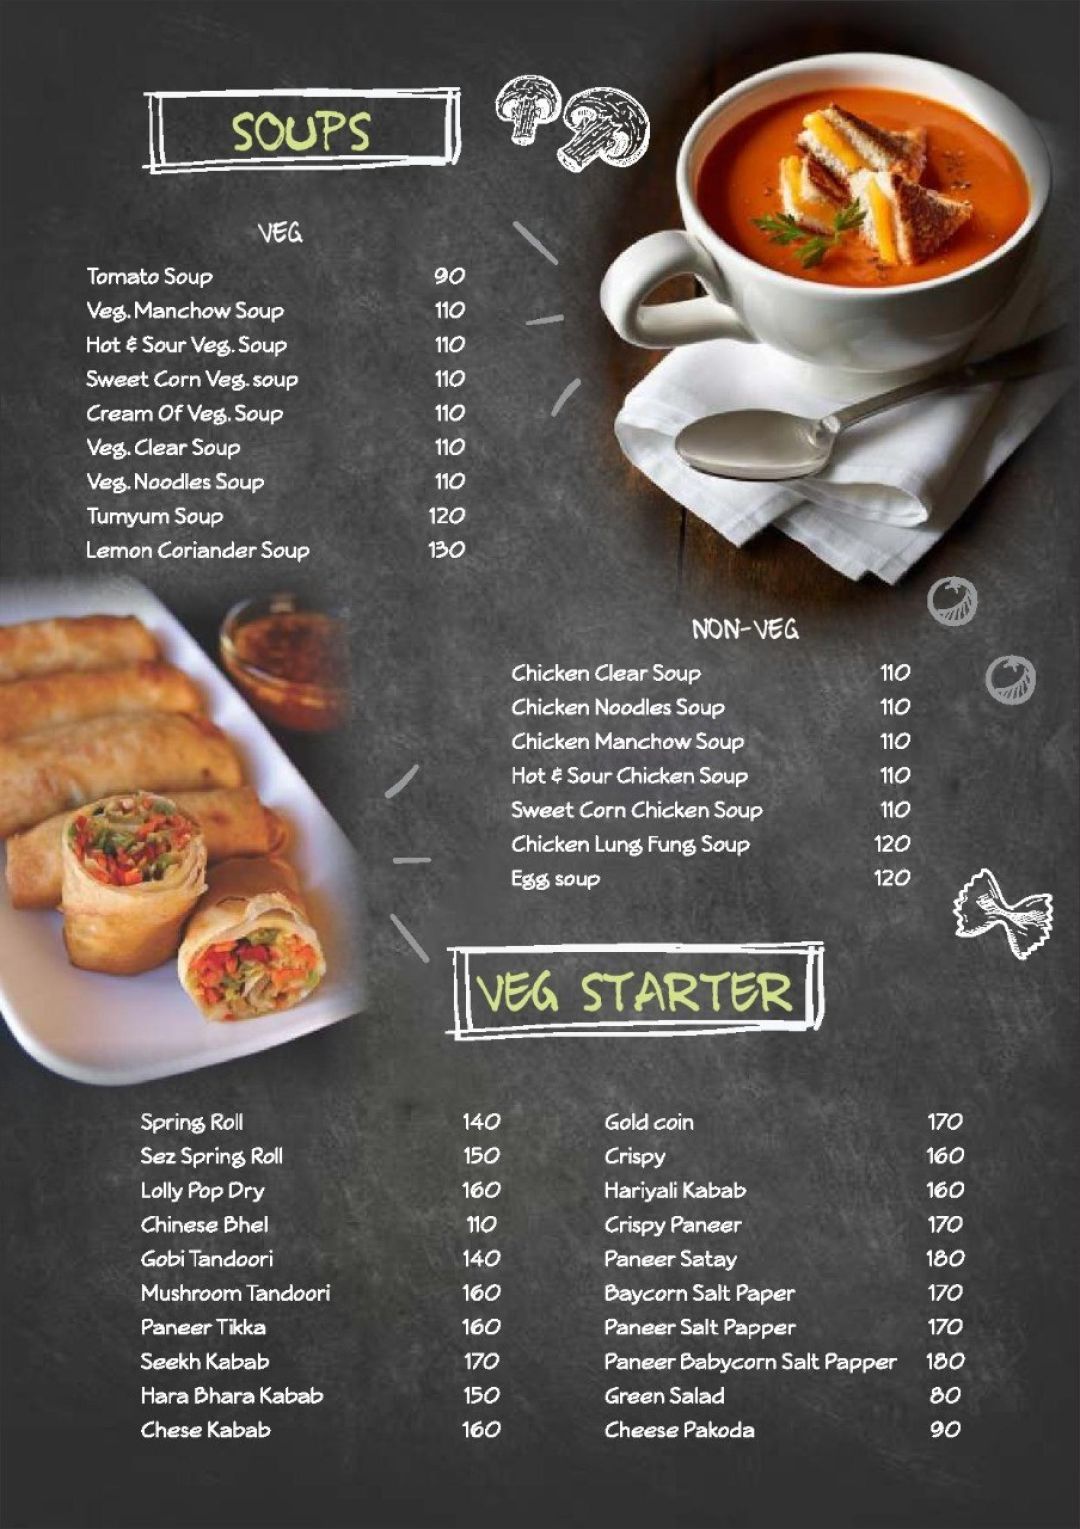 SOUPS
VEG
Tomato Soup 90
Veg. Manchow Soup 110
Hot & Sour Veg. Soup 110
Sweet Corn Veg. soup 110
Cream Of Veg. Soup 110
Veg. Clear Soup 110
Veg. Noodles Soup 110
Tumyum Soup 120
Lemon Coriander Soup 130
NON-VEG
Chicken Clear Soup 110
Chicken Noodles Soup 110
Chicken Manchow Soup 110
Hot & Sour Chicken Soup 110
Sweet Corn Chicken Soup 110
Chicken Lung Fung Soup 120
Egg soup 120
VEG STARTER
Spring Roll 140
Sez Spring Roll 150
Lolly Pop Dry 160
Chinese Bhel 110
Gobi Tandoori 140
Mushroom Tandoori 160
Paneer Tikka 160
Seekh Kabab 170
Hara Bhara Kabab 150
Chese Kabab 160
Gold coin 170
Crispy 160
Hariyali Kabab 160
Crispy Paneer 170
Paneer Satay 180
Baycorn Salt Paper 170
Paneer Salt Papper 170
Paneer Babycorn Salt Papper 180
Green Salad 80
Cheese Pakoda 90